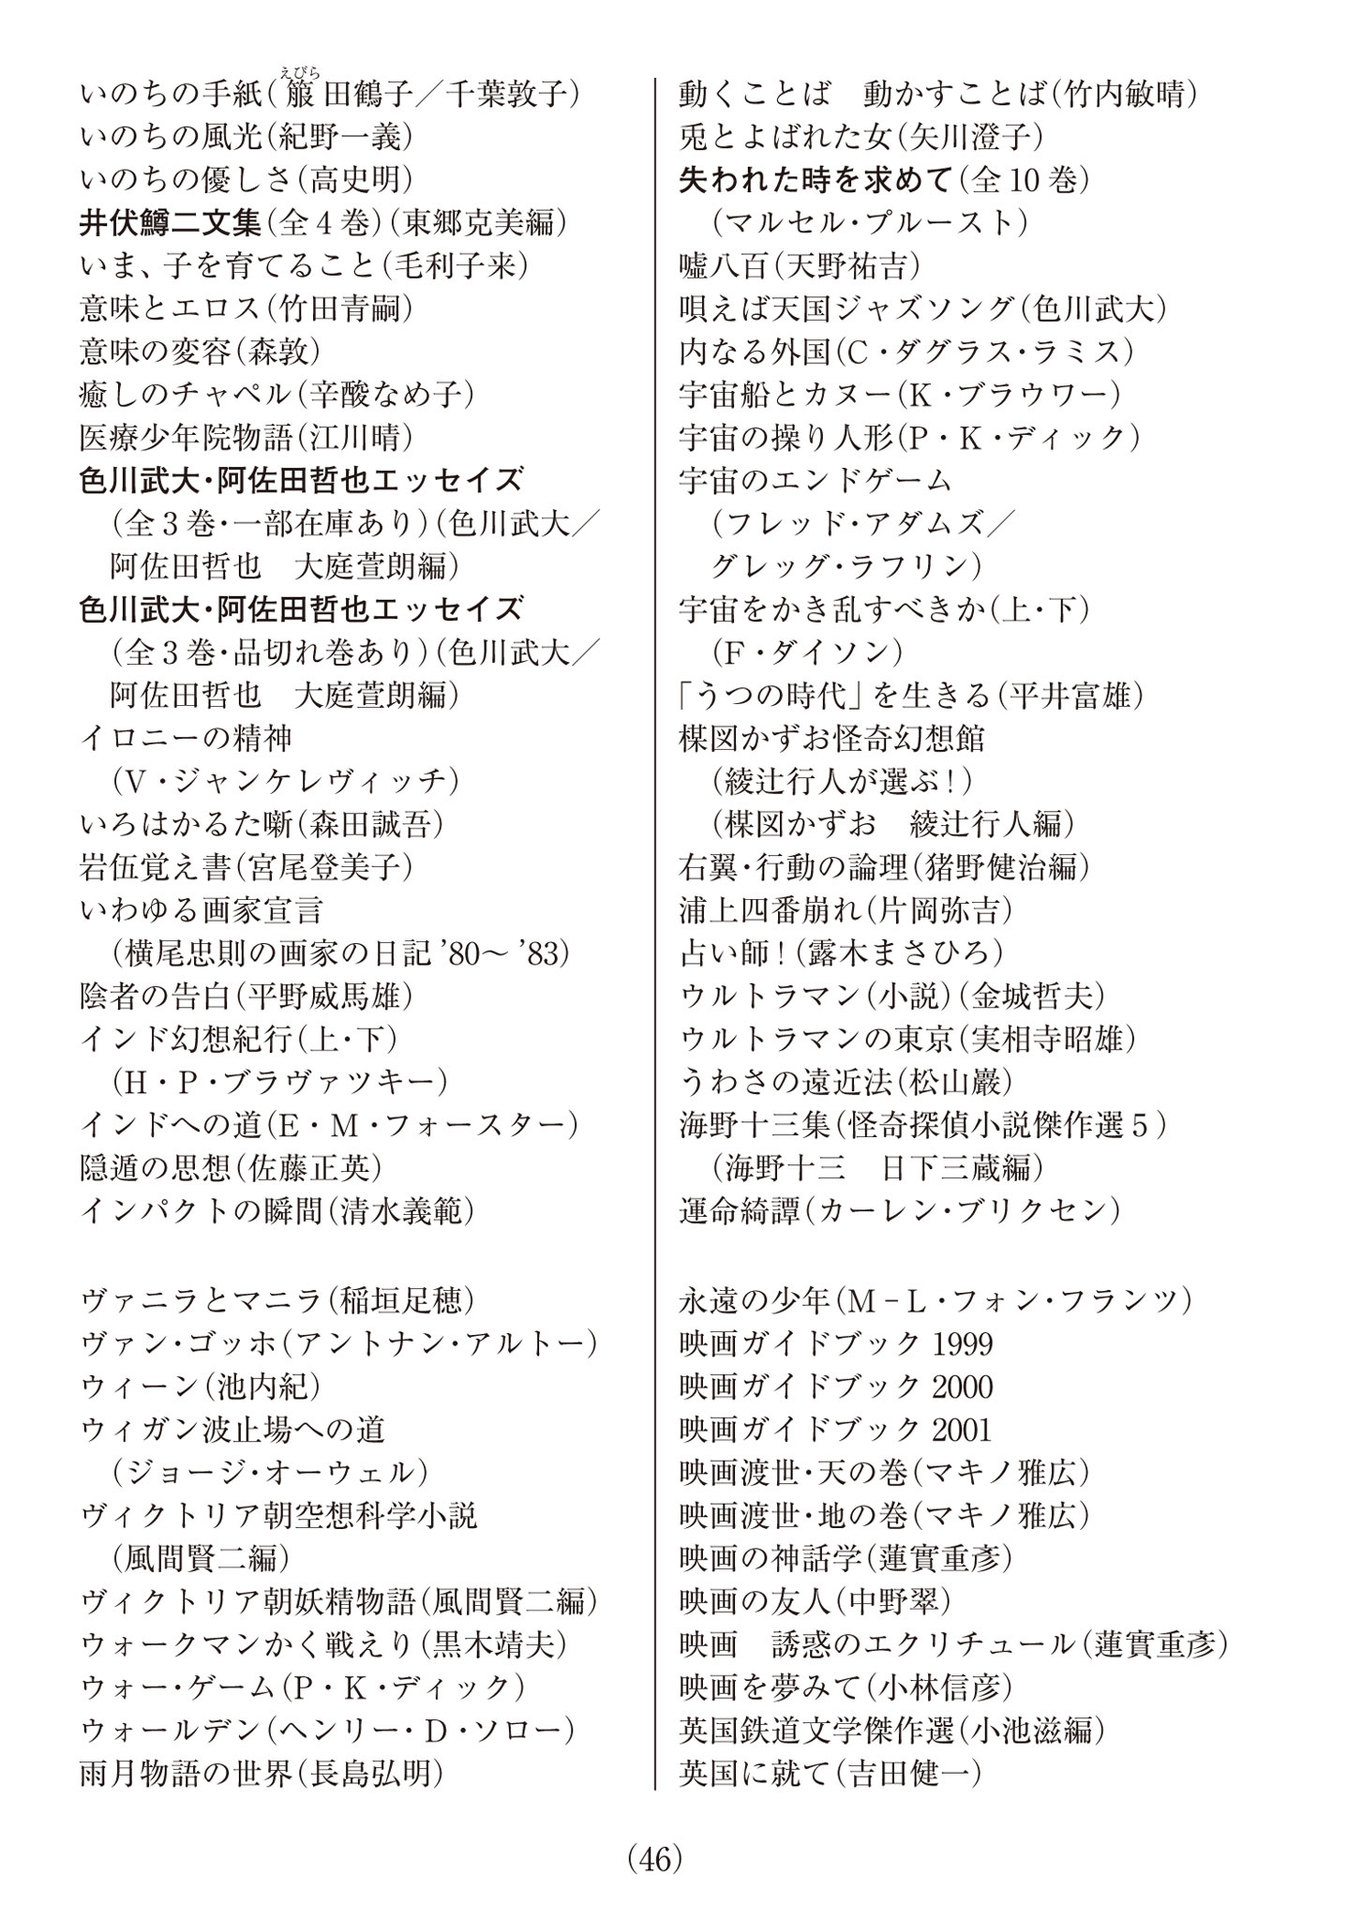 いのちの手紙(箙田鶴子／千葉敦子)
えびら
いのちの風光(紀野一義)
いのちの優しさ(高史明)
井伏鱒二文集(全4巻)(東郷克美編)
いま、子を育てること(毛利子来)
意味とエロス(竹田青嗣)
意味の変容(森敦)
癒しのチャペル(辛酸なめ子)
医療少年院物語(江川晴)
色川武大・阿佐田哲也エッセイズ
(全3巻・一部在庫あり)(色川武大／
阿佐田哲也　大庭萱朗編)
色川武大・阿佐田哲也エッセイズ
(全3巻・品切れ巻あり)(色川武大／
阿佐田哲也　大庭萱朗編)
イロニーの精神
(V・ジャンケレヴィッチ)
いろはかるた噺(森田誠吾)
岩伍覚え書(宮尾登美子)
いわゆる画家宣言
(横尾忠則の画家の日記’80〜’83)
陰者の告白(平野威馬雄)
インド幻想紀行(上・下)
(H・P・ブラヴァツキー)
インドへの道(E・M・フォースター)
隠遁の思想(佐藤正英)
インパクトの瞬間(清水義範)
ヴァニラとマニラ(稲垣足穂)
ヴァン・ゴッホ(アントナン・アルトー)
ウィーン(池内紀)
ウィガン波止場への道
(ジョージ・オーウェル)
ヴィクトリア朝空想科学小説
(風間賢二編)
ヴィクトリア朝妖精物語(風間賢二編)
ウォークマンかく戦えり(黒木靖夫)
ウォー・ゲーム(P・K・ディック)
ウォールデン(ヘンリー・D・ソロー)
雨月物語の世界(長島弘明)
動くことば　動かすことば(竹内敏晴)
兎とよばれた女(矢川澄子)
失われた時を求めて(全10巻)
(マルセル・プルースト)
嘘八百(天野祐吉)
唄えば天国ジャズソング(色川武大)
内なる外国(C・ダグラス・ラミス)
宇宙船とカヌー(K・ブラウワー)
宇宙の操り人形(P・K・ディック)
宇宙のエンドゲーム
(フレッド・アダムズ／
グレッグ・ラフリン)
宇宙をかき乱すべきか(上・下)
(F・ダイソン)
「うつの時代」を生きる(平井富雄)
楳図かずお怪奇幻想館
(綾辻行人が選ぶ!)
(楳図かずお　綾辻行人編)
右翼・行動の論理(猪野健治編)
浦上四番崩れ(片岡弥吉)
占い師!(露木まさひろ)
ウルトラマン(小説)(金城哲夫)
ウルトラマンの東京(実相寺昭雄)
うわさの遠近法(松山巖)
海野十三集(怪奇探偵小説傑作選5)
(海野十三　日下三蔵編)
運命綺譚(カーレン・ブリクセン)
永遠の少年(M－L・フォン・フランツ)
映画ガイドブック1999
映画ガイドブック2000
映画ガイドブック2001
映画渡世・天の巻(マキノ雅広)
映画渡世・地の巻(マキノ雅広)
映画の神話学(蓮實重彥)
映画の友人(中野翠)
映画　誘惑のエクリチュール(蓮實重彥)
映画を夢みて(小林信彦)
英国鉄道文学傑作選(小池滋編)
英国に就て(吉田健一)
(46)